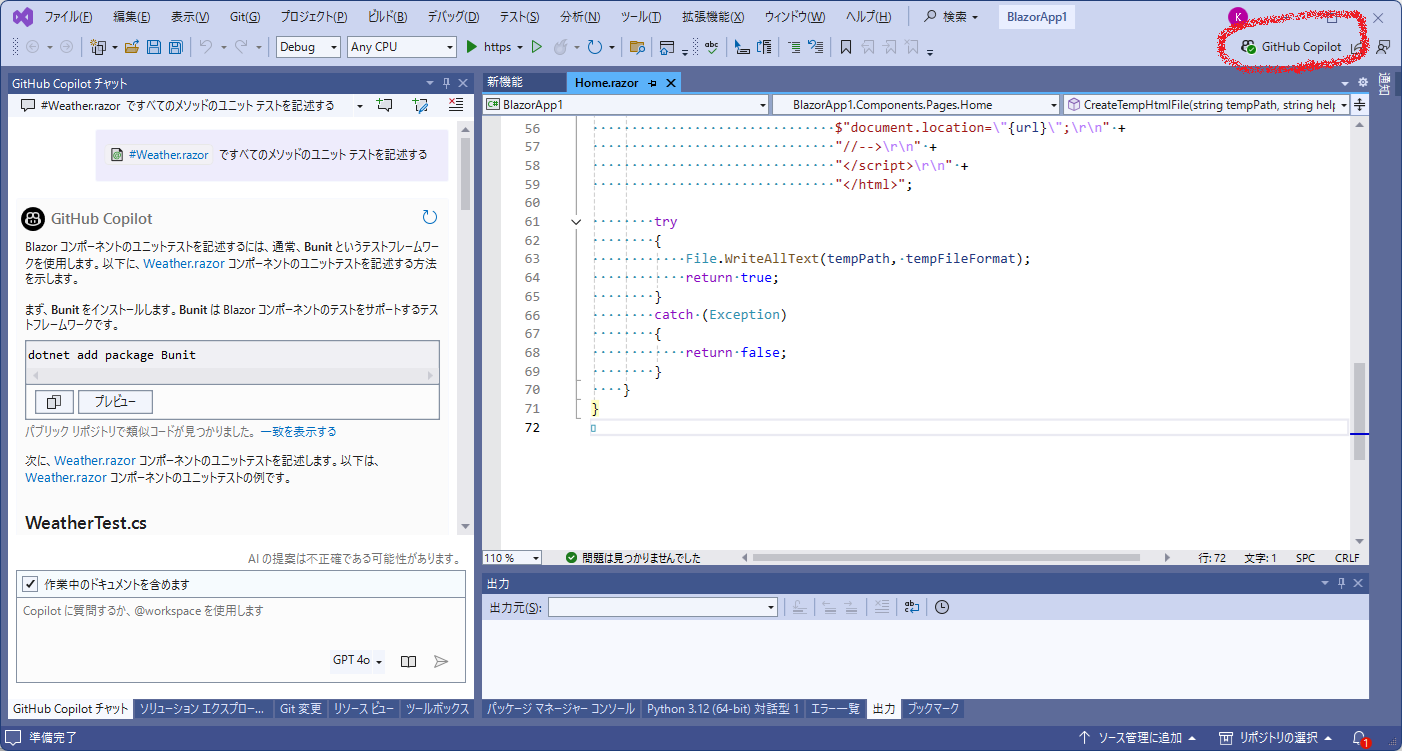 ファイル(F) 編集(E) 表示(V) Git(G) プロジェクト(P) ビルド(B) デバッグ(D) テスト(S) 分析(N) ツール(T) 拡張機能(X) ウィンドウ(W) ヘルプ(H) 検索 BlazorApp1 K
Debug Any CPU https GitHub Copilot
GitHub Copilot チャット
#Weather.razor ですべてのメソッドのユニット テストを記述する
#Weather.razor ですべてのメソッドのユニット テストを記述する
GitHub Copilot
Blazor コンポーネントのユニットテストを記述するには、通常、Bunit というテストフレームワー
クを使用します。以下に、Weather.razor コンポーネントのユニットテストを記述する方法
を示します。
まず、Bunit をインストールします。Bunit は Blazor コンポーネントのテストをサポートするテス
トフレームワークです。
dotnet add package Bunit
プレビュー
パブリック リポジトリで類似コードが見つかりました。 一致を表示する
次に、Weather.razor コンポーネントのユニットテストを記述します。以下は、
Weather.razor コンポーネントのユニットテストの例です。
WeatherTest.cs
AI の提案は不正確である可能性があります。
作業中のドキュメントを含めます
Copilot に質問するか、@workspace を使用します
GPT 4o
GitHub Copilot チャット ソリューション エクスプロー... Git 変更 リソース ビュー ツールボックス
新機能 Home.razor
通知
BlazorApp1 BlazorApp1.Components.Pages.Home CreateTempHtmlFile(string tempPath, string help
56 $"document.location=\"{url}\";\r\n" +
57 "//-->\r\n" +
58 "</script>\r\n" +
59 "</html>";
60
61 try
62 {
63 File.WriteAllText(tempPath, tempFileFormat);
64 return true;
65 }
66 catch (Exception)
67 {
68 return false;
69 }
70 }
71 }
72
110 % 問題は見つかりませんでした 行: 72 文字: 1 SPC CRLF
出力
出力元(S):
パッケージ マネージャー コンソール Python 3.12 (64-bit) 対話型 1 エラー一覧 出力 ブックマーク
準備完了 ソース管理に追加 リポジトリの選択 1